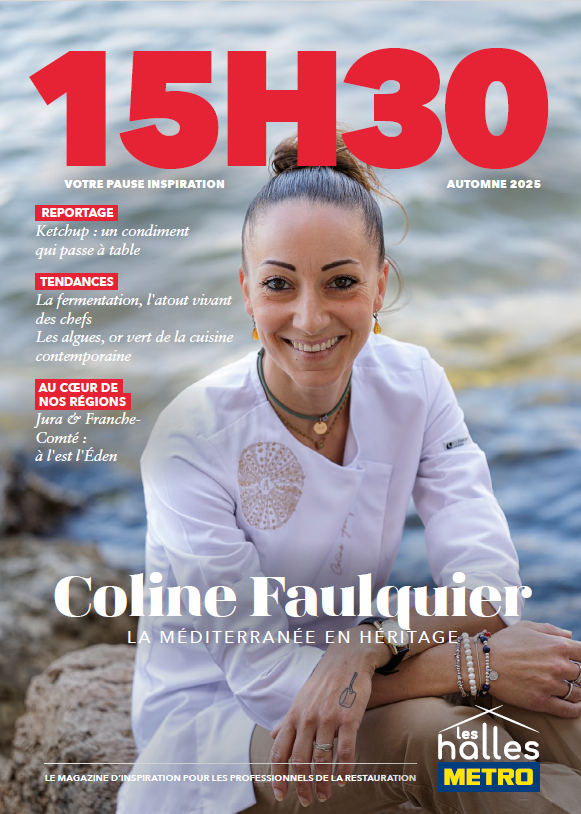 15H30
VOTRE PAUSE INSPIRATION
AUTOMNE 2025
REPORTAGE
Ketchup : un condiment
qui passe à table
TENDANCES
La fermentation, l'atout vivant
des chefs
Les algues, or vert de la cuisine
contemporaine
AU CŒUR DE
NOS RÉGIONS
Jura & Franche-
Comté :
à l'est l'Éden
Coline Faulquier
LA MÉDITERRANÉE EN HÉRITAGE
les
halles
METRO
LE MAGAZINE D'INSPIRATION POUR LES PROFESSIONNELS DE LA RESTAURATION